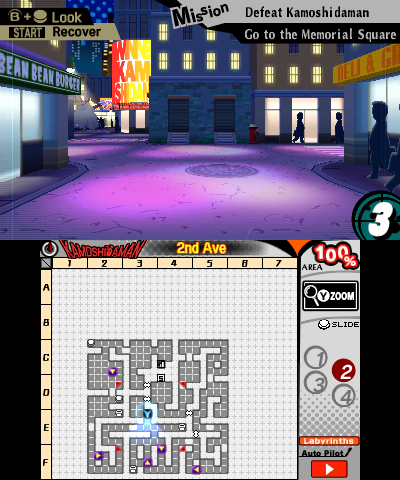 B + Look
START Recover
Mission
Defeat Kamoshidaman
Go to the Memorial Square
BEAN BEAN BURGER
DELI & G
3
KAMOSHIDAMAN
2nd Ave
100%
AREA
1 2 3 4 5 6 7
A
B
C
D
E
F
Y ZOOM
SLIDE
1
2
3
4
Labyrinths
Auto Pilot